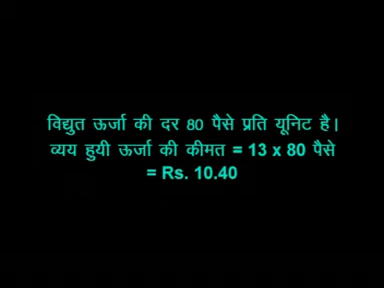 विद्युत ऊर्जा की दर 80 पैसे प्रति यूनिट है।
व्यय हुयी ऊर्जा की कीमत = 13 x 80 पैसे
= Rs. 10.40